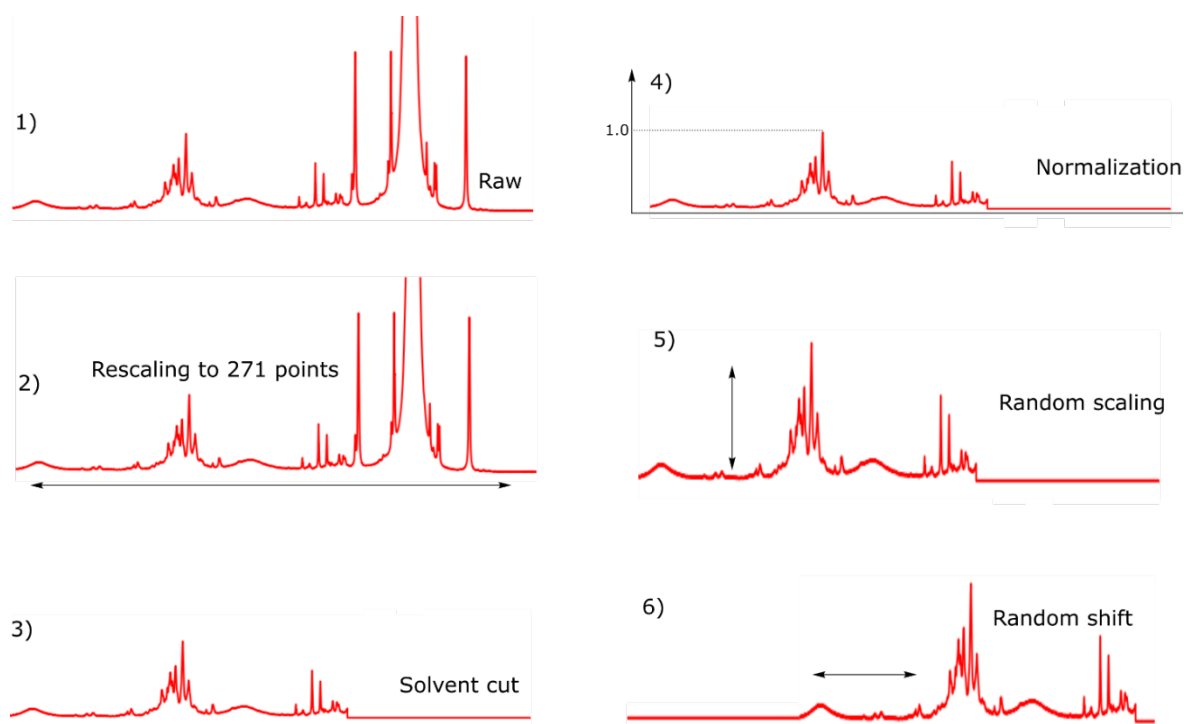 1)
Raw
2)
Rescaling to 271 points
3)
Solvent cut
4)
1.0
Normalization
5)
Random scaling
6)
Random shift